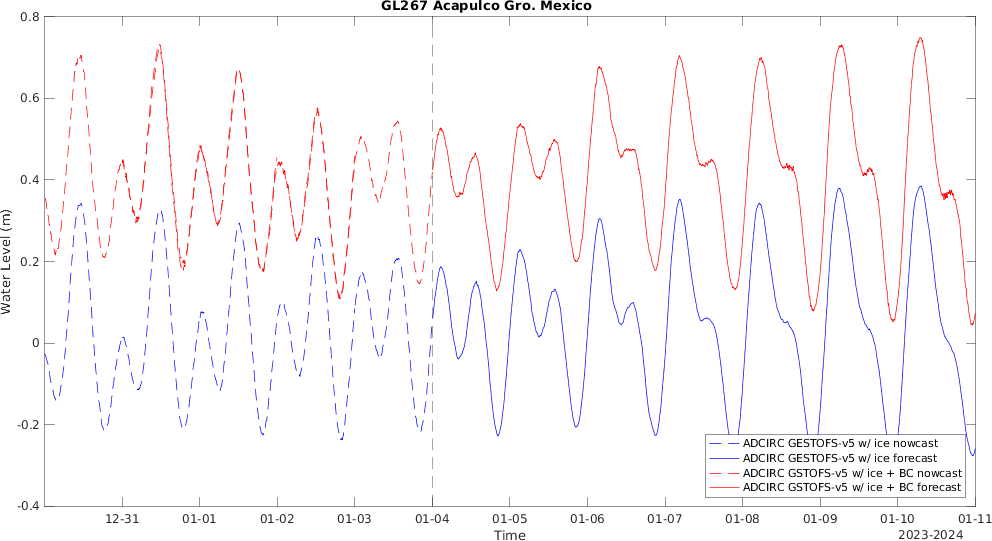 GL267 Acapulco Gro. Mexico
Water Level (m)
0.8
0.6
0.4
0.2
0
-0.2
-0.4
ADCIRC GESTOFS-v5 w/ ice nowcast
ADCIRC GESTOFS-v5 w/ ice forecast
ADCIRC GSTOFS-v5 w/ ice + BC nowcast
ADCIRC GSTOFS-v5 w/ ice + BC forecast
12-31 01-01 01-02 01-03 01-04 01-05 01-06 01-07 01-08 01-09 01-10 01-11
Time
2023-2024